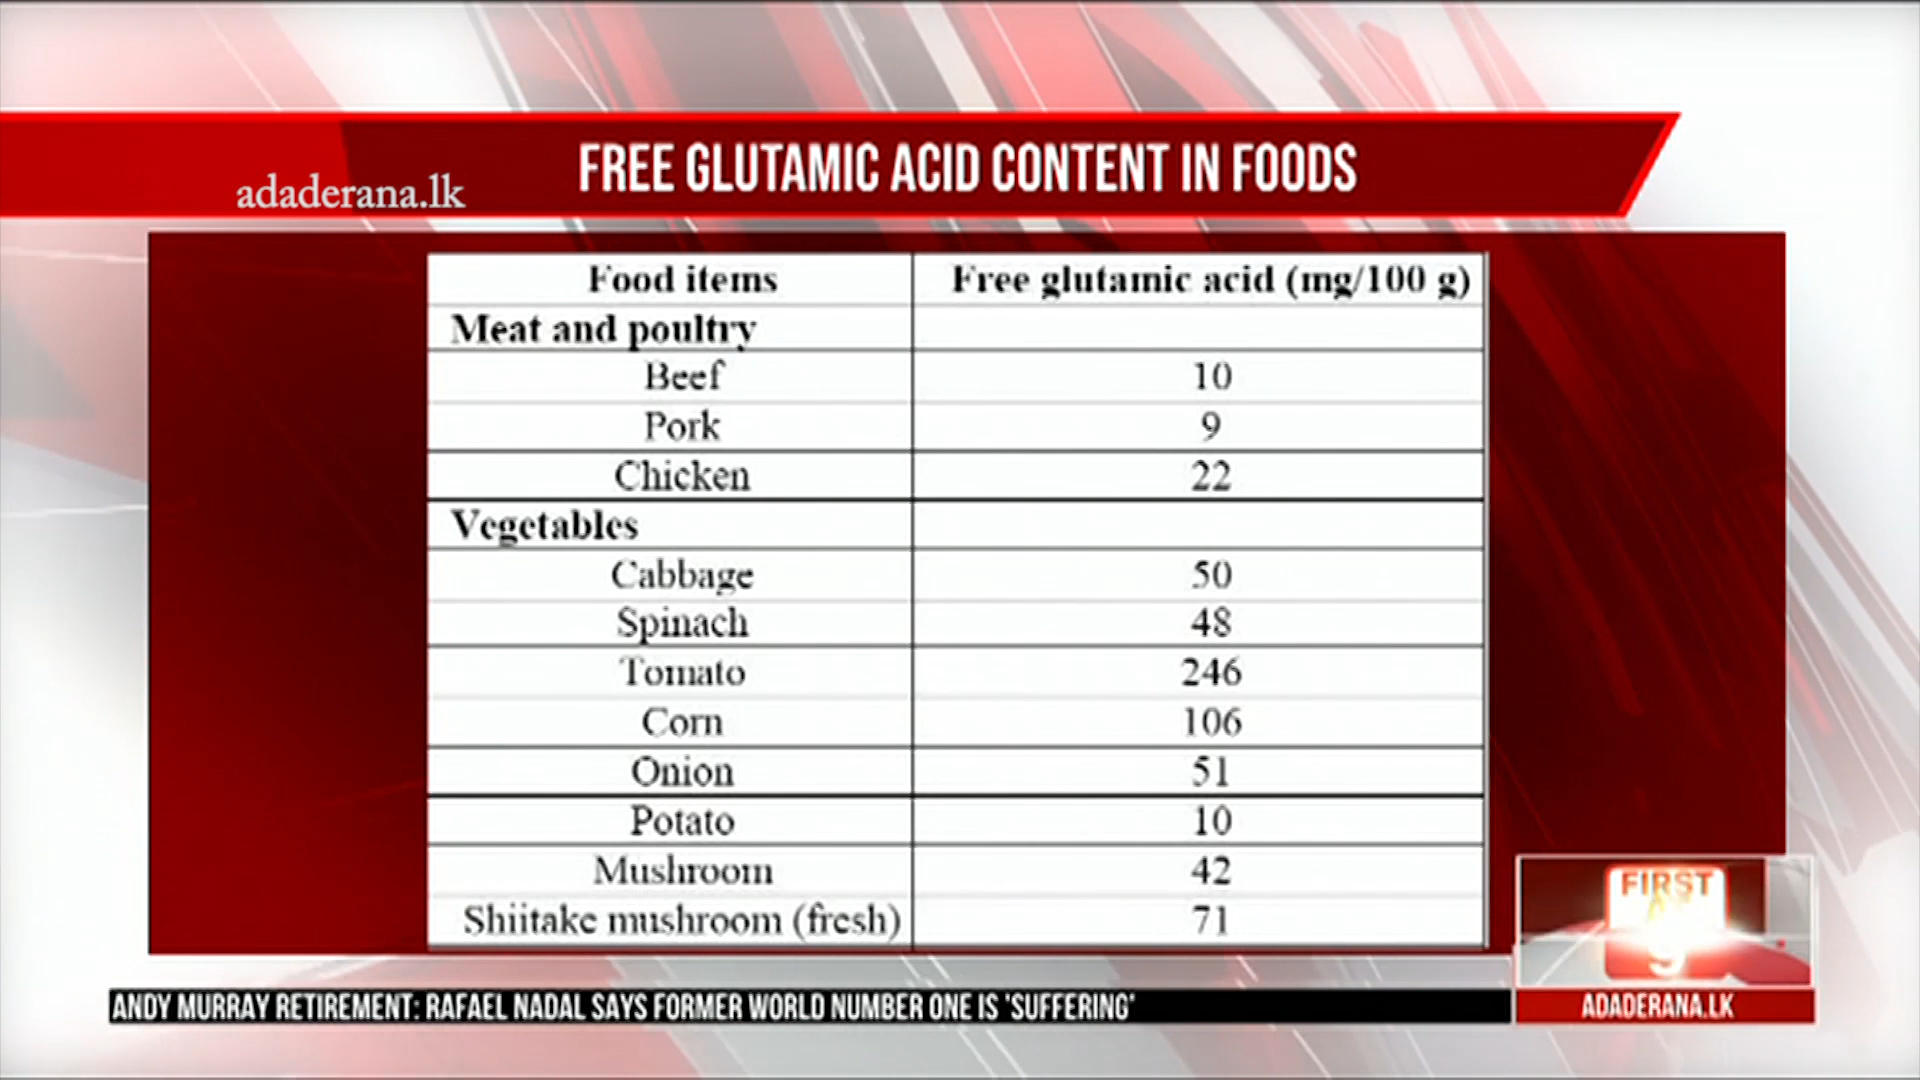 FREE GLUTAMIC ACID CONTENT IN FOODS
adaderana.lk
Food items Free glutamic acid (mg/100 g)
Meat and poultry
Beef 10
Pork 9
Chicken 22
Vegetables
Cabbage 50
Spinach 48
Tomato 246
Corn 106
Onion 51
Potato 10
Mushroom 42
Shiitake mushroom (fresh) 71
FIRST
9
ANDY MURRAY RETIREMENT: RAFAEL NADAL SAYS FORMER WORLD NUMBER ONE IS 'SUFFERING'
ADADERANA.LK